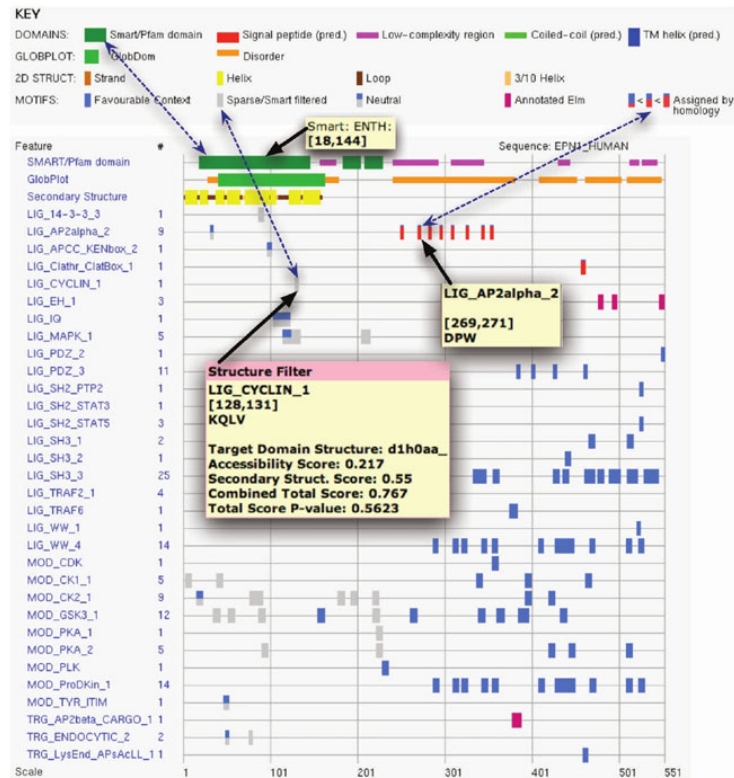 KEY
DOMAINS: Smart/Pfam domain Signal peptide (pred.) Low-complexity region Coiled-coil (pred.) TM helix (pred.)
GLOBPLOT: GlobDom Disorder
2D STRUCT: Strand Helix Loop 3/10 Helix
MOTIFS: Favourable Context Sparse/Smart filtered Neutral Annotated Elm < < Assigned by
homology
Smart: ENTH:
[18,144]
Feature # Sequence: EPN1_HUMAN
SMART/Pfam domain
GlobPlot
Secondary Structure
LIG_14-3-3_3 1
LIG_AP2alpha_2 9
LIG_APCC_KENbox_2 1
LIG_Clathr_ClatBox_1 1
LIG_CYCLIN_1 1
LIG_EH_1 3
LIG_IQ 1
LIG_MAPK_1 5
LIG_PDZ_2 1
LIG_PDZ_3 11
LIG_SH2_PTP2 1
LIG_SH2_STAT3 1
LIG_SH2_STAT5 3
LIG_SH3_1 2
LIG_SH3_2 1
LIG_SH3_3 25
LIG_TRAF2_1 4
LIG_TRAF6 1
LIG_WW_1 1
LIG_WW_4 14
MOD_CDK 1
MOD_CK1_1 5
MOD_CK2_1 9
MOD_GSK3_1 12
MOD_PKA_1 1
MOD_PKA_2 5
MOD_PLK 1
MOD_ProDKin_1 14
MOD_TYR_ITIM 1
TRG_AP2beta_CARGO_1 1
TRG_ENDOCYTIC_2 2
TRG_LysEnd_APsAcLL_1 1
Scale 1 101 201 301 401 501 551
LIG_AP2alpha_2
[269,271]
DPW
Structure Filter
LIG_CYCLIN_1
[128,131]
KQLV
Target Domain Structure: d1h0aa_
Accessibility Score: 0.217
Secondary Struct. Score: 0.55
Combined Total Score: 0.767
Total Score P-value: 0.5623